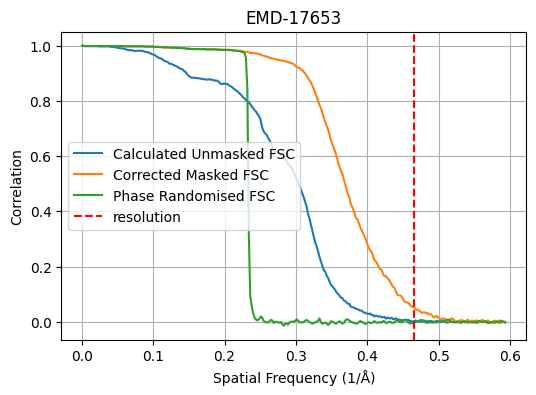 EMD-17653
1.0
0.8
0.6
0.4
0.2
0.0
Correlation
Calculated Unmasked FSC
Corrected Masked FSC
Phase Randomised FSC
resolution
0.0 0.1 0.2 0.3 0.4 0.5 0.6
Spatial Frequency (1/Å)